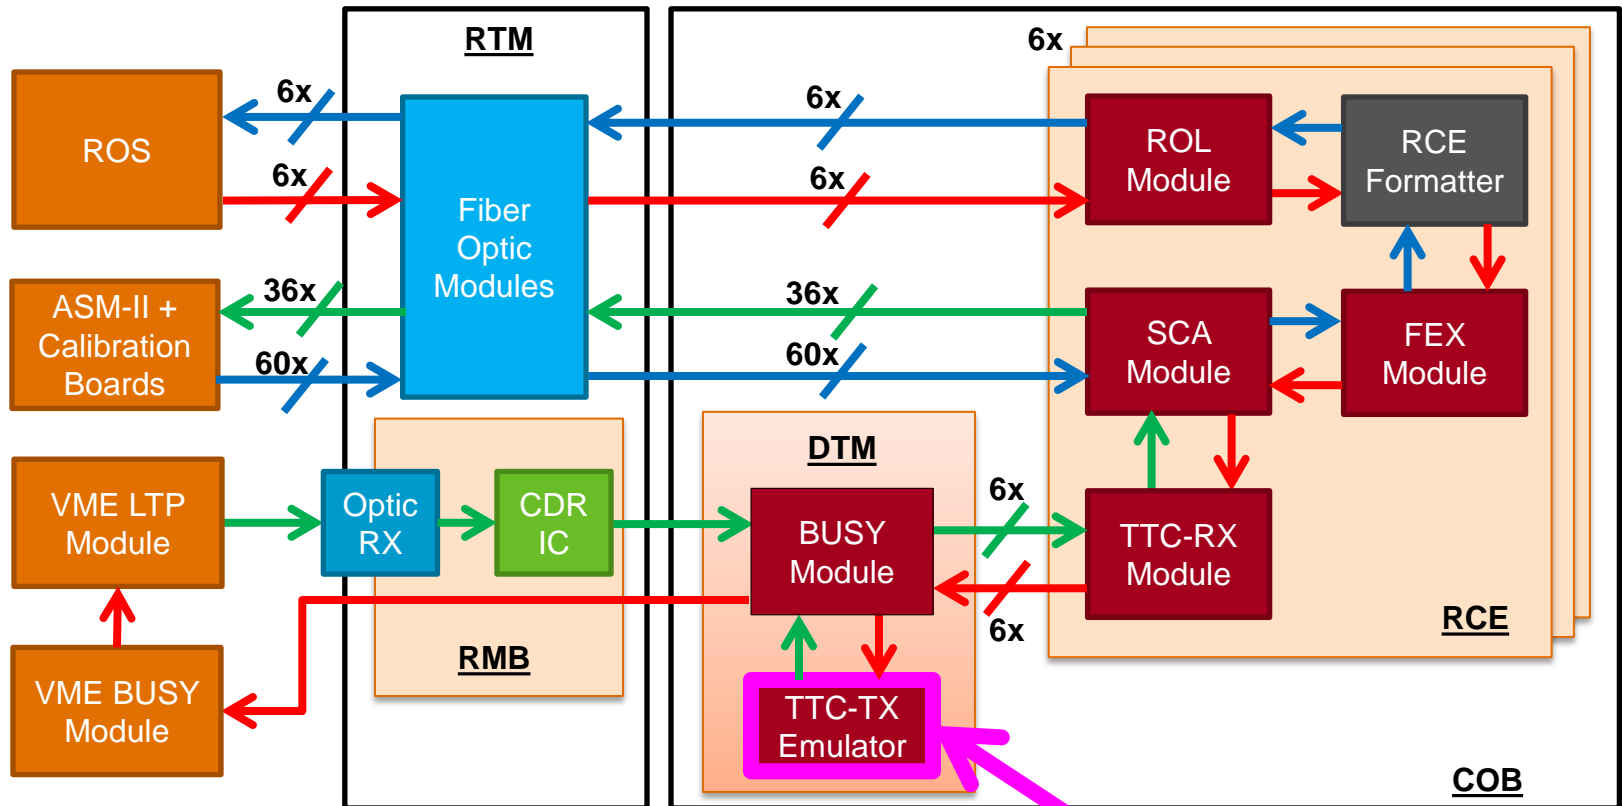 RTM
6x
6x
6x
ROS
6x
6x
Fiber
Optic
Modules
ROL
Module
RCE
Formatter
ASM-II +
Calibration
Boards
36x
60x
36x
60x
SCA
Module
FEX
Module
DTM
VME LTP
Module
Optic
RX
CDR
IC
BUSY
Module
6x
6x
TTC-RX
Module
RCE
RMB
VME BUSY
Module
TTC-TX
Emulator
COB